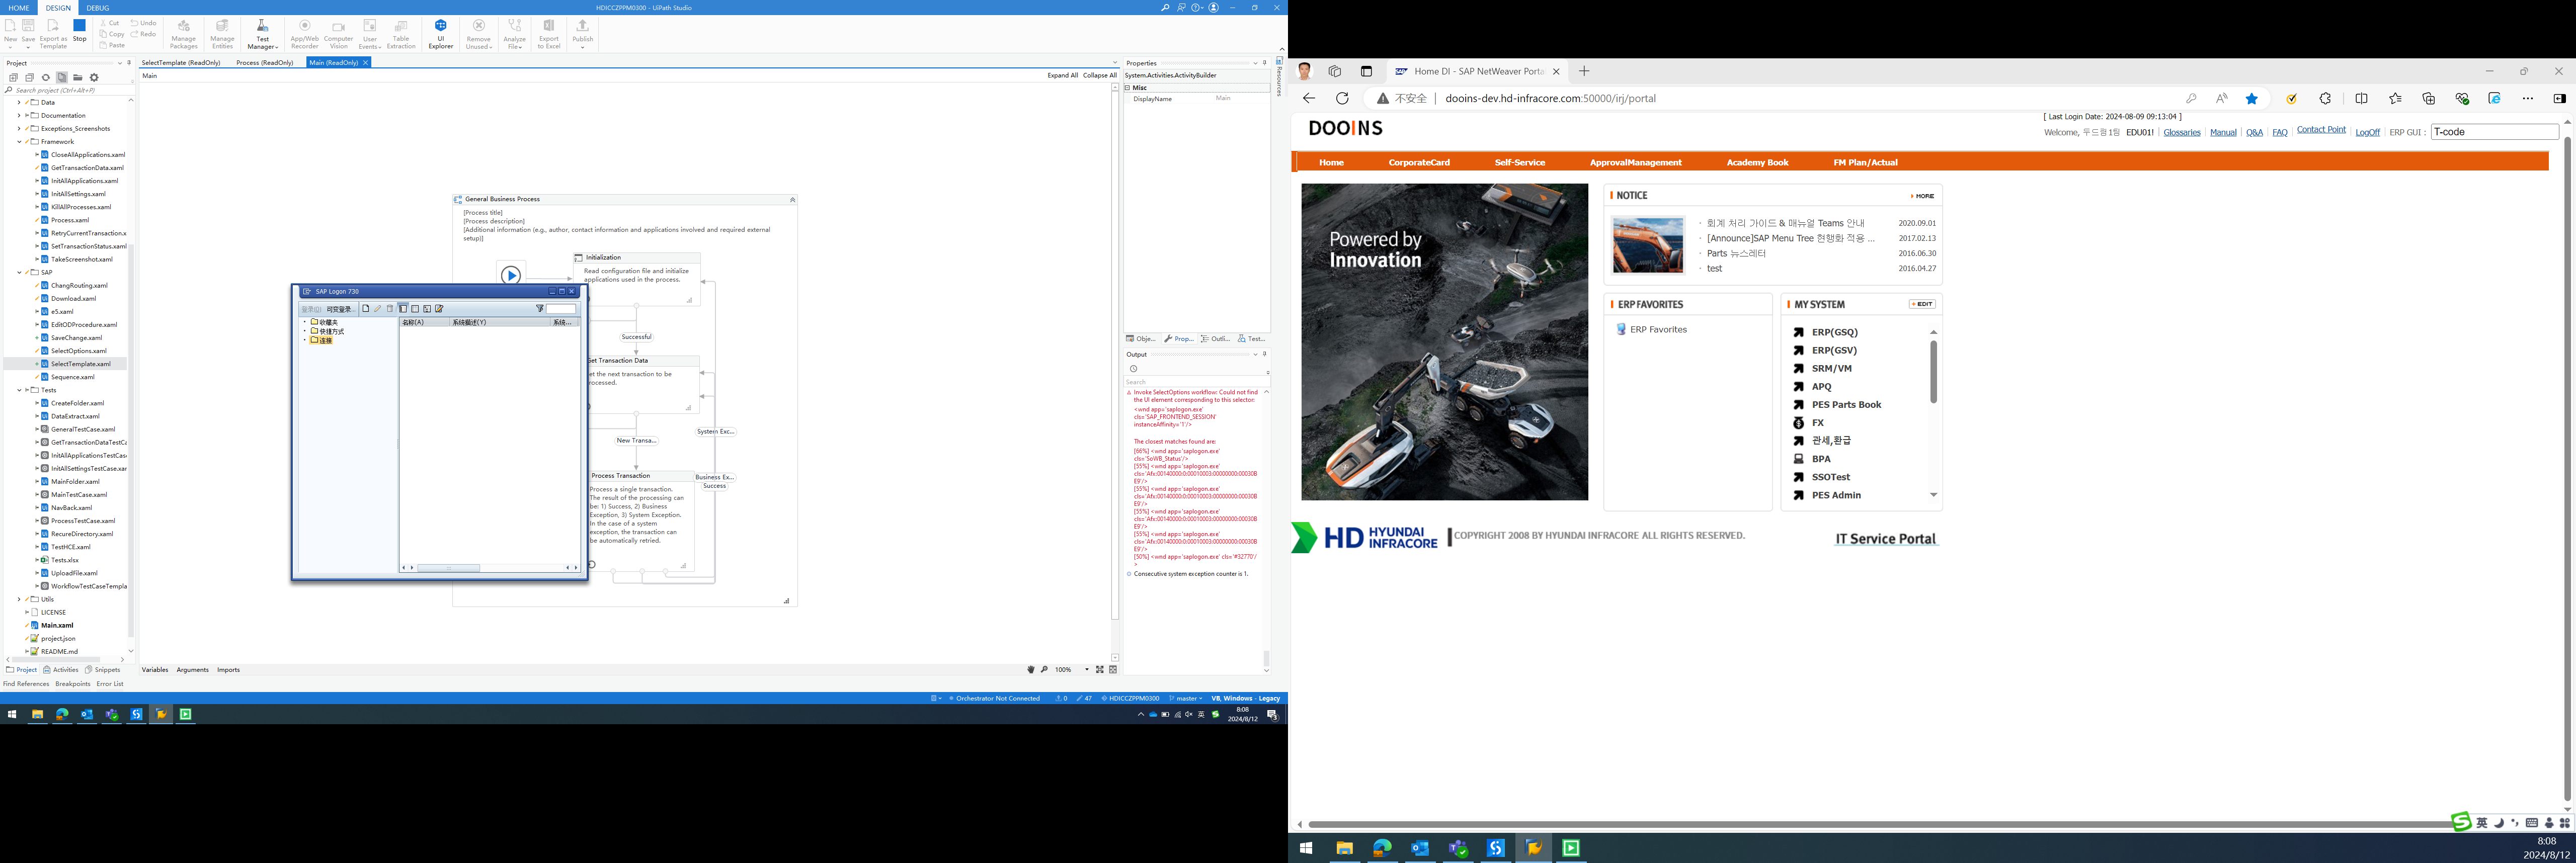 HOME DESIGN DEBUG
HDICCZPPM0300 - UiPath Studio
New Save Export as Template Stop
Cut Copy Paste Undo Redo
Manage Packages
Manage Entities
Test Manager
App/Web Recorder
Computer Vision
User Events
Table Extraction
UI Explorer
Remove Unused
Analyze File
Export to Excel
Publish
Project
Search project (Ctrl+Alt+P)
Data
Documentation
Exceptions_Screenshots
Framework
CloseAllApplications.xaml
GetTransactionData.xaml
InitAllApplications.xaml
InitAllSettings.xaml
KillAllProcesses.xaml
Process.xaml
RetryCurrentTransaction.x
SetTransactionStatus.xaml
TakeScreenshot.xaml
SAP
ChangRouting.xaml
Download.xaml
e5.xaml
EditODProcedure.xaml
SaveChange.xaml
SelectOptions.xaml
SelectTemplate.xaml
Sequence.xaml
Tests
CreateFolder.xaml
DataExtract.xaml
GeneralTestCase.xaml
GetTransactionDataTestCa
InitAllApplicationsTestCas
InitAllSettingsTestCase.xar
MainFolder.xaml
MainTestCase.xaml
NavBack.xaml
ProcessTestCase.xaml
RecureDirectory.xaml
TestHCE.xaml
Tests.xlsx
UploadFile.xaml
WorkflowTestCaseTempla
Utils
LICENSE
Main.xaml
project.json
README.md
Project Activities Snippets
Find References Breakpoints Error List
SelectTemplate (ReadOnly) Process (ReadOnly) Main (ReadOnly)
Main
Expand All Collapse All
General Business Process
[Process title]
[Process description]
[Additional information (e.g., author, contact information and applications involved and required external
setup)]
Initialization
Read configuration file and initialize
applications used in the process.
Successful
Get Transaction Data
et the next transaction to be
rocessed.
New Transa...
System Exc...
Business Ex...
Success
Process Transaction
Process a single transaction.
The result of the processing can
be: 1) Success, 2) Business
Exception, 3) System Exception.
In the case of a system
exception, the transaction can
be automatically retried.
SAP Logon 730
可变登录...
收藏夹
快捷方式
连接
名称(A) 系统描述(Y) 系统...
Variables Arguments Imports
100%
Properties
System.Activities.ActivityBuilder
Misc
DisplayName Main
Resources
Obje... Prop... Outli... Test...
Output
Search
Invoke SelectOptions workflow: Could not find
the UI element corresponding to this selector:
<wnd app='saplogon.exe'
cls='SAP_FRONTEND_SESSION'
instanceAffinity='1'/>
The closest matches found are:
[66%] <wnd app='saplogon.exe'
cls='SoWB_Status'/>
[55%] <wnd app='saplogon.exe'
cls='Afx:00140000:0:00010003:00000000:00030B
E9'/>
[55%] <wnd app='saplogon.exe'
cls='Afx:00140000:0:00010003:00000000:00030B
E9'/>
[55%] <wnd app='saplogon.exe'
cls='Afx:00140000:0:00010003:00000000:00030B
E9'/>
[55%] <wnd app='saplogon.exe'
cls='Afx:00140000:0:00010003:00000000:00030B
E9'/>
[50%] <wnd app='saplogon.exe' cls='#32770'/
>
Consecutive system exception counter is 1.
Orchestrator Not Connected 0 47 HDICCZPPM0300 master VB, Windows - Legacy
英
8:08
2024/8/12
Home DI - SAP NetWeaver Porta
不安全 dooins-dev.hd-infracore.com:50000/irj/portal
DOOINS
[ Last Login Date: 2024-08-09 09:13:04 ]
Welcome, 두드림1팀 EDU01! Glossaries Manual Q&A FAQ Contact Point LogOff ERP GUI : T-code
Home CorporateCard Self-Service ApprovalManagement Academy Book FM Plan/Actual
Powered by
Innovation
NOTICE
MORE
회계 처리 가이드 & 매뉴얼 Teams 안내 2020.09.01
[Announce]SAP Menu Tree 현행화 적용 ... 2017.02.13
Parts 뉴스레터 2016.06.30
test 2016.04.27
ERP FAVORITES
ERP Favorites
MY SYSTEM
EDIT
ERP(GSQ)
ERP(GSV)
SRM/VM
APQ
PES Parts Book
FX
관세,환급
BPA
SSOTest
PES Admin
HD HYUNDAI INFRACORE
COPYRIGHT 2008 BY HYUNDAI INFRACORE ALL RIGHTS RESERVED.
IT Service Portal
英
8:08
2024/8/12